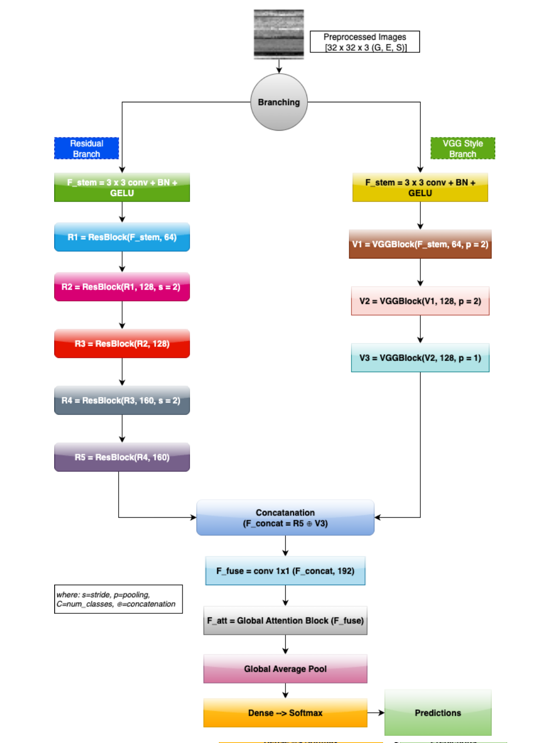 Preprocessed Images
[32 x 32 x 3 (G, E, S)]
Branching
Residual
Branch
VGG Style
Branch
F_stem = 3 x 3 conv + BN +
GELU
F_stem = 3 x 3 conv + BN +
GELU
R1 = ResBlock(F_stem, 64)
V1 = VGGBlock(F_stem, 64, p = 2)
R2 = ResBlock(R1, 128, s = 2)
V2 = VGGBlock(V1, 128, p = 2)
R3 = ResBlock(R2, 128)
V3 = VGGBlock(V2, 128, p = 1)
R4 = ResBlock(R3, 160, s = 2)
R5 = ResBlock(R4, 160)
Concatanation
(F_concat = R5 ⊕ V3)
F_fuse = conv 1x1 (F_concat, 192)
where: s=stride, p=pooling,
C=num_classes, ⊕=concatenation
F_att = Global Attention Block (F_fuse)
Global Average Pool
Dense --> Softmax
Predictions